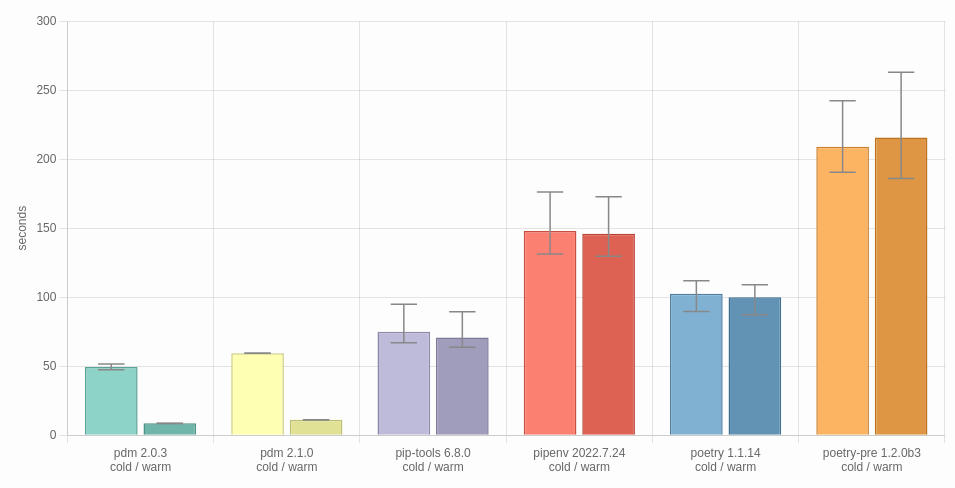 300
250
200
150
100
50
0
seconds
pdm 2.0.3
cold / warm
pdm 2.1.0
cold / warm
pip-tools 6.8.0
cold / warm
pipenv 2022.7.24
cold / warm
poetry 1.1.14
cold / warm
poetry-pre 1.2.0b3
cold / warm